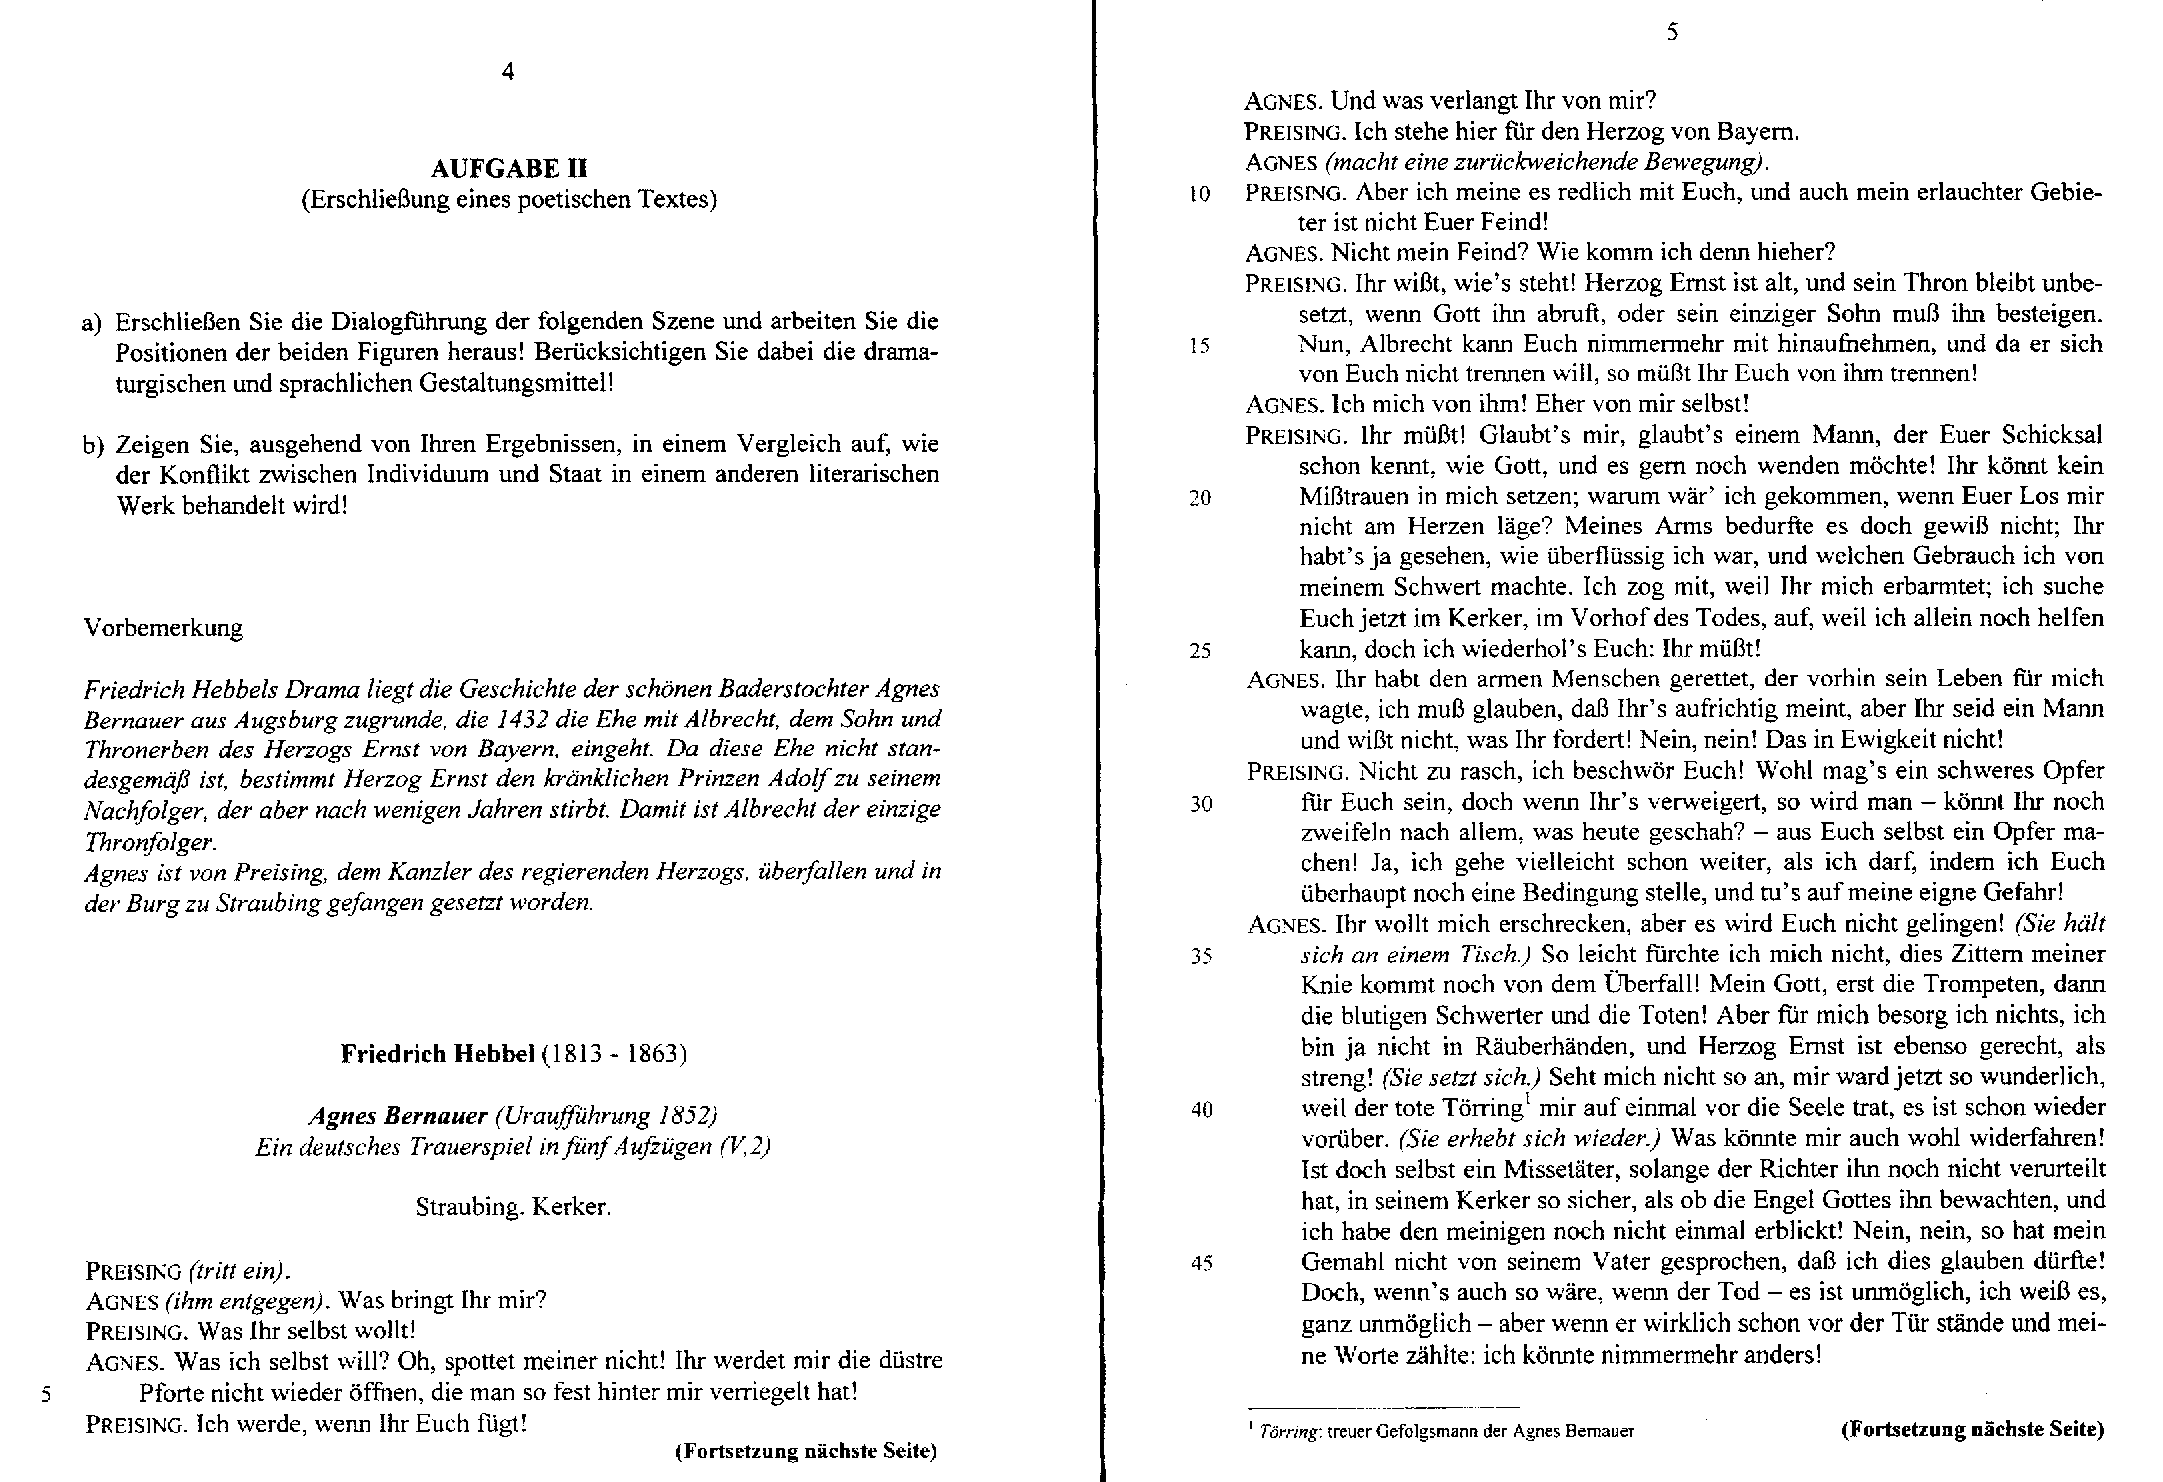 4
AUFGABE II
(Erschließung eines poetischen Textes)
a) Erschließen Sie die Dialogführung der folgenden Szene und arbeiten Sie die
Positionen der beiden Figuren heraus! Berücksichtigen Sie dabei die drama-
turgischen und sprachlichen Gestaltungsmittel!
b) Zeigen Sie, ausgehend von Ihren Ergebnissen, in einem Vergleich auf, wie
der Konflikt zwischen Individuum und Staat in einem anderen literarischen
Werk behandelt wird!
Vorbemerkung
Friedrich Hebbels Drama liegt die Geschichte der schönen Baderstochter Agnes
Bernauer aus Augsburg zugrunde, die 1432 die Ehe mit Albrecht, dem Sohn und
Thronerben des Herzogs Ernst von Bayern, eingeht. Da diese Ehe nicht stan-
desgemäß ist, bestimmt Herzog Ernst den kränklichen Prinzen Adolf zu seinem
Nachfolger, der aber nach wenigen Jahren stirbt. Damit ist Albrecht der einzige
Thronfolger.
Agnes ist von Preising, dem Kanzler des regierenden Herzogs, überfallen und in
der Burg zu Straubing gefangen gesetzt worden.
Friedrich Hebbel (1813 - 1863)
Agnes Bernauer (Uraufführung 1852)
Ein deutsches Trauerspiel in fünf Aufzügen (V,2)
Straubing. Kerker.
PREISING (tritt ein).
AGNES (ihm entgegen). Was bringt Ihr mir?
PREISING. Was Ihr selbst wollt!
AGNES. Was ich selbst will? Oh, spottet meiner nicht! Ihr werdet mir die düstre
5 Pforte nicht wieder öffnen, die man so fest hinter mir verriegelt hat!
PREISING. Ich werde, wenn Ihr Euch fügt!
(Fortsetzung nächste Seite)
5
AGNES. Und was verlangt Ihr von mir?
PREISING. Ich stehe hier für den Herzog von Bayern.
AGNES (macht eine zurückweichende Bewegung).
10 PREISING. Aber ich meine es redlich mit Euch, und auch mein erlauchter Gebie-
ter ist nicht Euer Feind!
AGNES. Nicht mein Feind? Wie komm ich denn hieher?
PREISING. Ihr wißt, wie's steht! Herzog Ernst ist alt, und sein Thron bleibt unbe-
setzt, wenn Gott ihn abruft, oder sein einziger Sohn muß ihn besteigen.
15 Nun, Albrecht kann Euch nimmermehr mit hinaufnehmen, und da er sich
von Euch nicht trennen will, so müßt Ihr Euch von ihm trennen!
AGNES. Ich mich von ihm! Eher von mir selbst!
PREISING. Ihr müßt! Glaubt's mir, glaubt's einem Mann, der Euer Schicksal
schon kennt, wie Gott, und es gern noch wenden möchte! Ihr könnt kein
20 Mißtrauen in mich setzen; warum wär' ich gekommen, wenn Euer Los mir
nicht am Herzen läge? Meines Arms bedurfte es doch gewiß nicht; Ihr
habt's ja gesehen, wie überflüssig ich war, und welchen Gebrauch ich von
meinem Schwert machte. Ich zog mit, weil Ihr mich erbarmtet; ich suche
Euch jetzt im Kerker, im Vorhof des Todes, auf, weil ich allein noch helfen
25 kann, doch ich wiederhol's Euch: Ihr müßt!
AGNES. Ihr habt den armen Menschen gerettet, der vorhin sein Leben für mich
wagte, ich muß glauben, daß Ihr's aufrichtig meint, aber Ihr seid ein Mann
und wißt nicht, was Ihr fordert! Nein, nein! Das in Ewigkeit nicht!
PREISING. Nicht zu rasch, ich beschwör Euch! Wohl mag's ein schweres Opfer
30 für Euch sein, doch wenn Ihr's verweigert, so wird man – könnt Ihr noch
zweifeln nach allem, was heute geschah? – aus Euch selbst ein Opfer ma-
chen! Ja, ich gehe vielleicht schon weiter, als ich darf, indem ich Euch
überhaupt noch eine Bedingung stelle, und tu's auf meine eigne Gefahr!
AGNES. Ihr wollt mich erschrecken, aber es wird Euch nicht gelingen! (Sie hält
35 sich an einem Tisch.) So leicht fürchte ich mich nicht, dies Zittern meiner
Knie kommt noch von dem Überfall! Mein Gott, erst die Trompeten, dann
die blutigen Schwerter und die Toten! Aber für mich besorg ich nichts, ich
bin ja nicht in Räuberhänden, und Herzog Ernst ist ebenso gerecht, als
streng! (Sie setzt sich.) Seht mich nicht so an, mir ward jetzt so wunderlich,
40 weil der tote Törring¹ mir auf einmal vor die Seele trat, es ist schon wieder
vorüber. (Sie erhebt sich wieder.) Was könnte mir auch wohl widerfahren!
Ist doch selbst ein Missetäter, solange der Richter ihn noch nicht verurteilt
hat, in seinem Kerker so sicher, als ob die Engel Gottes ihn bewachten, und
ich habe den meinigen noch nicht einmal erblickt! Nein, nein, so hat mein
45 Gemahl nicht von seinem Vater gesprochen, daß ich dies glauben dürfte!
Doch, wenn's auch so wäre, wenn der Tod – es ist unmöglich, ich weiß es,
ganz unmöglich – aber wenn er wirklich schon vor der Tür stände und mei-
ne Worte zählte: ich könnte nimmermehr anders!
¹ Törring: treuer Gefolgsmann der Agnes Bernauer
(Fortsetzung nächste Seite)